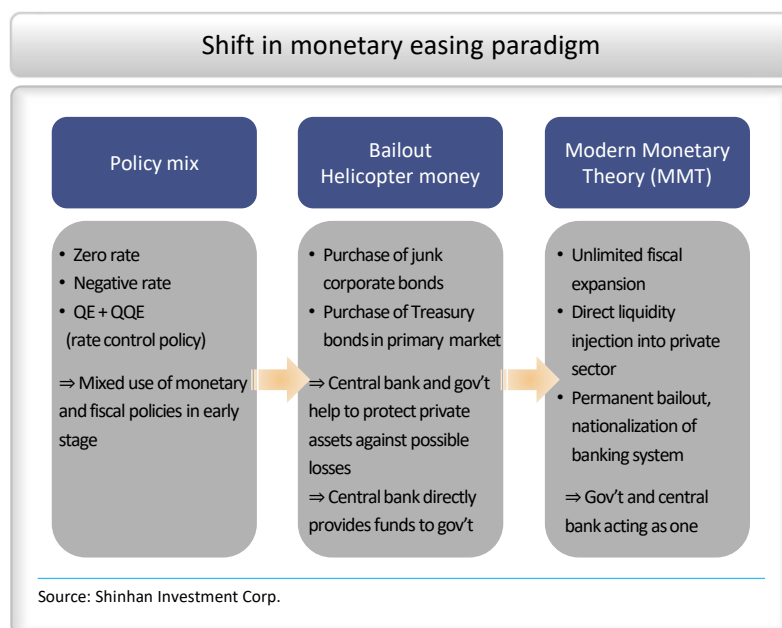 Shift in monetary easing paradigm
Policy mix
• Zero rate
• Negative rate
• QE + QQE
(rate control policy)
⇒ Mixed use of monetary
and fiscal policies in early
stage
Bailout
Helicopter money
• Purchase of junk
corporate bonds
• Purchase of Treasury
bonds in primary market
⇒ Central bank and gov’t
help to protect private
assets against possible
losses
⇒ Central bank directly
provides funds to gov’t
Modern Monetary
Theory (MMT)
• Unlimited fiscal
expansion
• Direct liquidity
injection into private
sector
• Permanent bailout,
nationalization of
banking system
⇒ Gov’t and central
bank acting as one
Source: Shinhan Investment Corp.